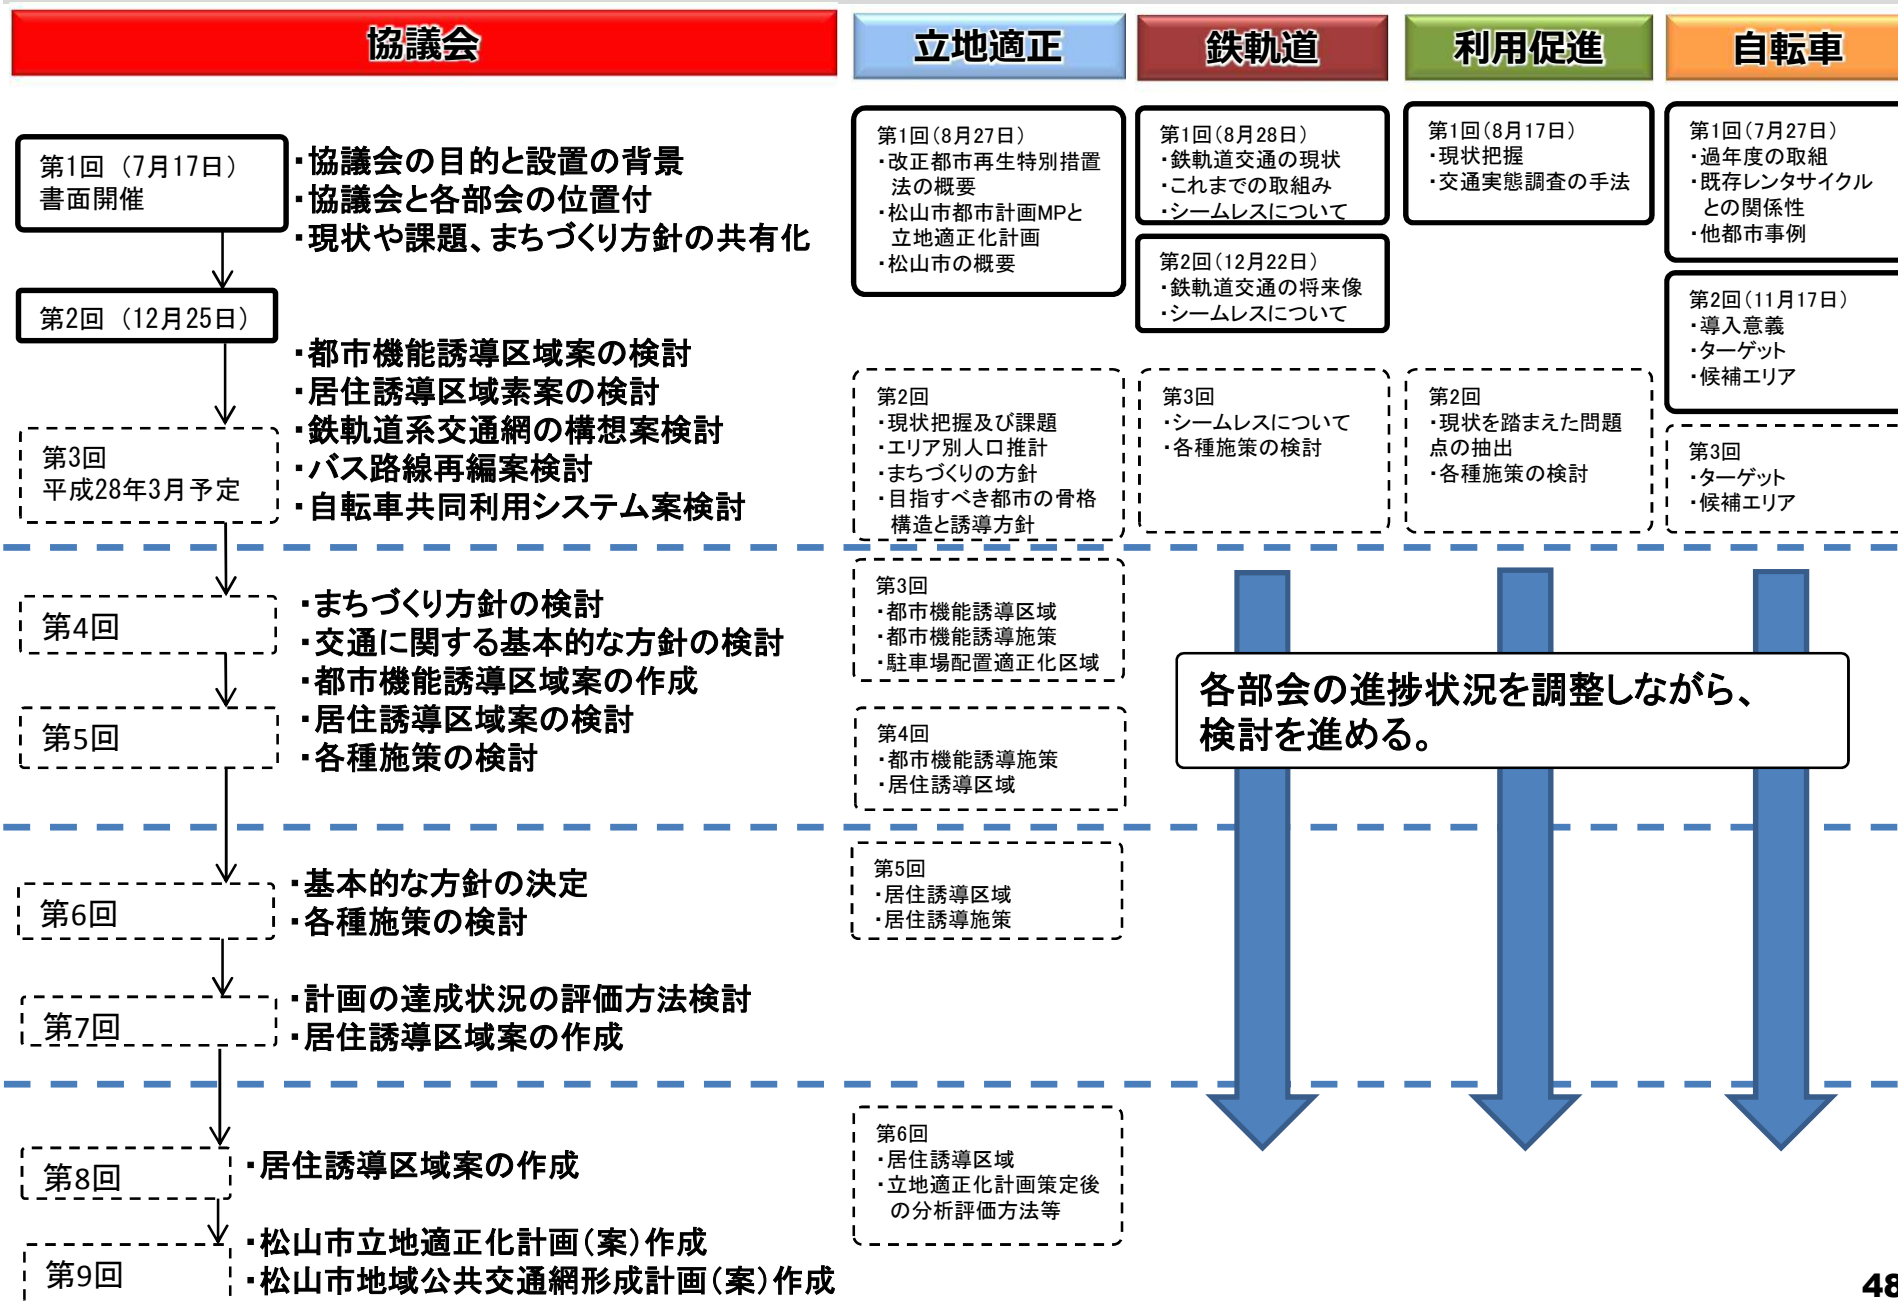 協議会
第1回 (7月17日)
書面開催
・協議会の目的と設置の背景
・協議会と各部会の位置付
・現状や課題、まちづくり方針の共有化
第2回 (12月25日)
・都市機能誘導区域案の検討
・居住誘導区域素案の検討
・鉄軌道系交通網の構想案検討
・バス路線再編案検討
・自転車共同利用システム案検討
第3回
平成28年3月予定
第4回
・まちづくり方針の検討
・交通に関する基本的な方針の検討
・都市機能誘導区域案の作成
・居住誘導区域案の検討
・各種施策の検討
第5回
第6回
・基本的な方針の決定
・各種施策の検討
第7回
・計画の達成状況の評価方法検討
・居住誘導区域案の作成
第8回
・居住誘導区域案の作成
第9回
・松山市立地適正化計画(案)作成
・松山市地域公共交通網形成計画(案)作成
立地適正
第1回(8月27日)
・改正都市再生特別措置
法の概要
・松山市都市計画MPと
立地適正化計画
・松山市の概要
第2回
・現状把握及び課題
・エリア別人口推計
・まちづくりの方針
・目指すべき都市の骨格
構造と誘導方針
第3回
・都市機能誘導区域
・都市機能誘導施策
・駐車場配置適正化区域
第4回
・都市機能誘導施策
・居住誘導区域
第5回
・居住誘導区域
・居住誘導施策
第6回
・居住誘導区域
・立地適正化計画策定後
の分析評価方法等
鉄軌道
第1回(8月28日)
・鉄軌道交通の現状
・これまでの取組み
・シームレスについて
第2回(12月22日)
・鉄軌道交通の将来像
・シームレスについて
第3回
・シームレスについて
・各種施策の検討
利用促進
第1回(8月17日)
・現状把握
・交通実態調査の手法
第2回
・現状を踏まえた問題
点の抽出
・各種施策の検討
自転車
第1回(7月27日)
・過年度の取組
・既存レンタサイクル
との関係性
・他都市事例
第2回(11月17日)
・導入意義
・ターゲット
・候補エリア
第3回
・ターゲット
・候補エリア
各部会の進捗状況を調整しながら、
検討を進める。
48